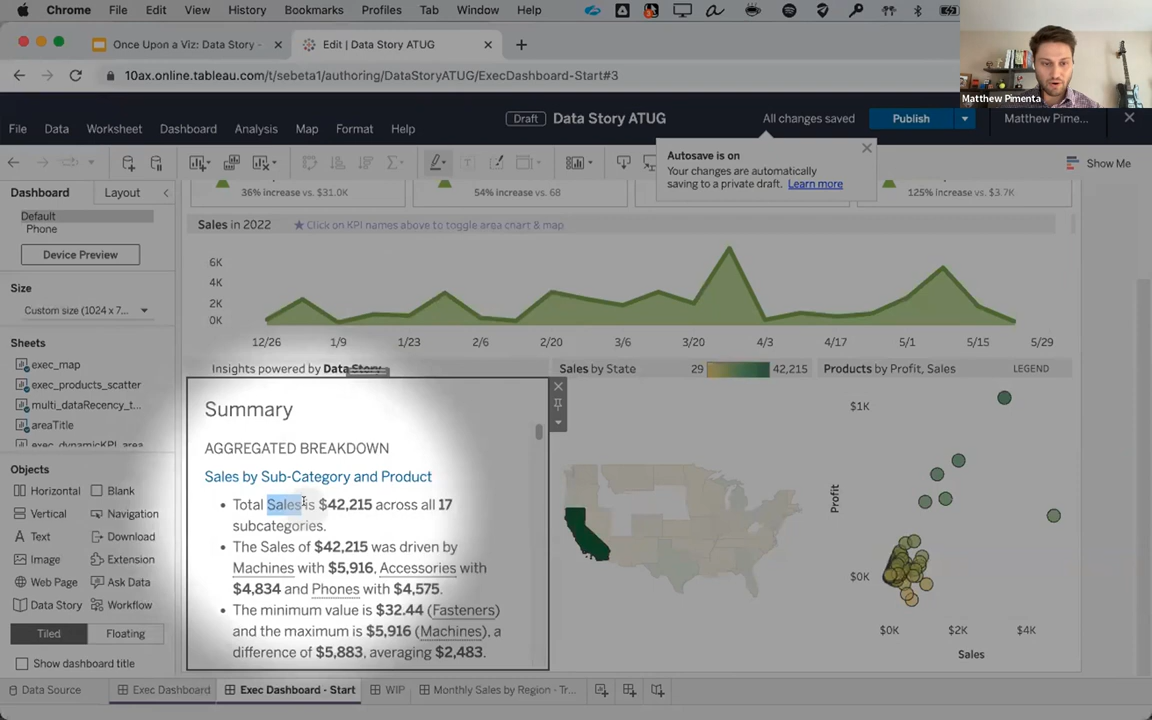 Chrome File Edit View History Bookmarks Profiles Tab Window Help
Once Upon a Viz: Data Story -
Edit | Data Story ATUG
10ax.online.tableau.com/t/sebeta1/authoring/DataStoryATUG/ExecDashboard-Start#3
Matthew Pimenta
File Data Worksheet Dashboard Analysis Map Format Help
Draft Data Story ATUG
All changes saved
Publish
Matthew Pime...
Autosave is on
Your changes are automatically
saving to a private draft. Learn more
Show Me
Dashboard Layout
Default
Phone
Device Preview
Size
Custom size (1024 x 7...
Sheets
exec_map
exec_products_scatter
multi_dataRecency_t...
areaTitle
exec_dynamicKPI_area
Objects
Horizontal Blank
Vertical Navigation
Text Download
Image Extension
Web Page Ask Data
Data Story Workflow
Tiled Floating
Show dashboard title
36% increase vs. $31.0K
54% increase vs. 68
125% Increase vs. $3.7K
Sales in 2022 ★ Click on KPI names above to toggle area chart & map
6K
4K
2K
0K
12/26 1/9 1/23 2/6 2/20 3/6 3/20 4/3 4/17 5/1 5/15 5/29
Insights powered by Data Story
Summary
AGGREGATED BREAKDOWN
Sales by Sub-Category and Product
• Total Sales is $42,215 across all 17
subcategories.
• The Sales of $42,215 was driven by
Machines with $5,916, Accessories with
$4,834 and Phones with $4,575.
• The minimum value is $32.44 (Fasteners)
and the maximum is $5,916 (Machines), a
difference of $5,883, averaging $2,483.
Sales by State 29 42,215
Products by Profit, Sales LEGEND
$1K
Profit
$0K
$0K $2K $4K
Sales
Data Source Exec Dashboard Exec Dashboard - Start WIP Monthly Sales by Region - Tr...